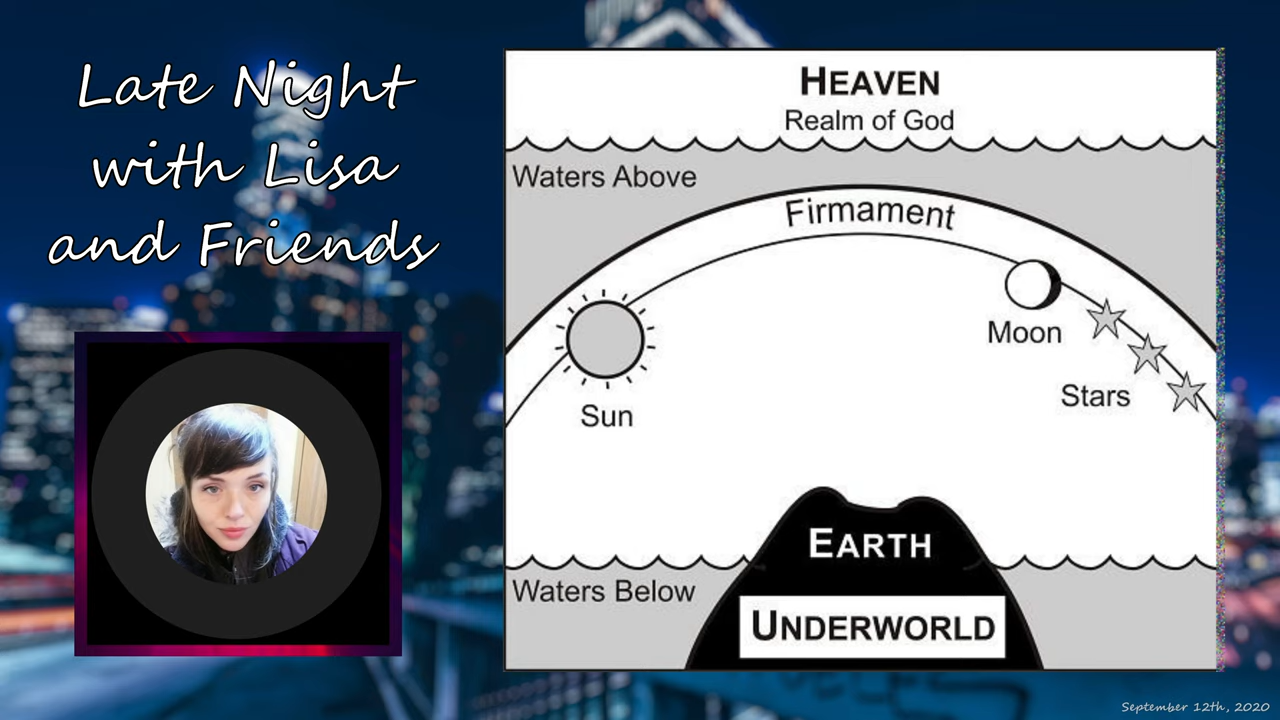 Late Night
with Lisa
and Friends
HEAVEN
Realm of God
Waters Above
Firmament
Moon
Stars
Sun
EARTH
Waters Below
UNDERWORLD
September 12th, 2020